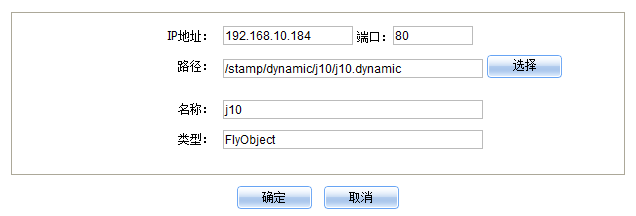 IP地址： 192.168.10.184 端口： 80
路径： /stamp/dynamic/j10/j10.dynamic 选择
名称： j10
类型： FlyObject
确定 取消